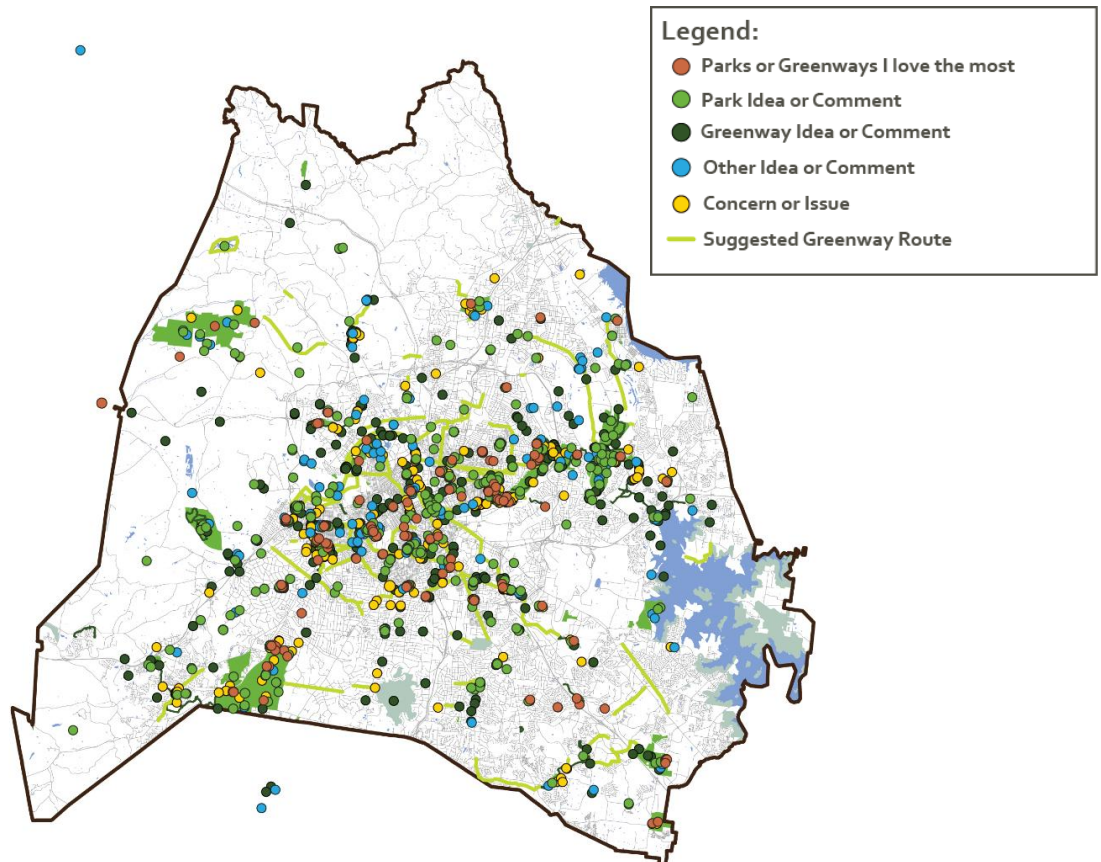 Legend:
Parks or Greenways I love the most
Park Idea or Comment
Greenway Idea or Comment
Other Idea or Comment
Concern or Issue
Suggested Greenway Route